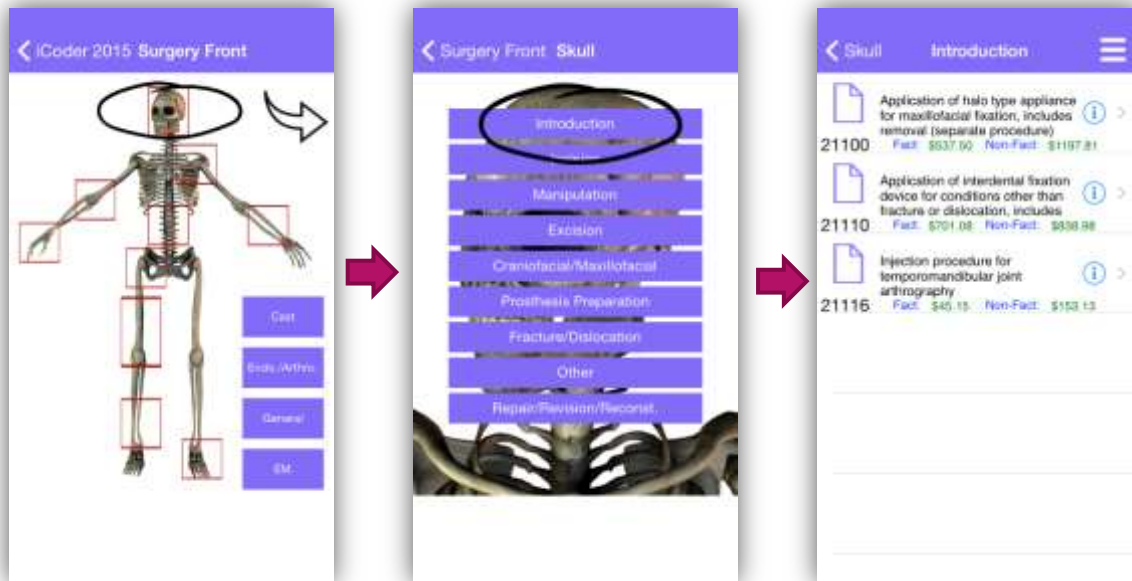 iCoder 2015 Surgery Front
Cast
Endo./Arthro.
General
EM.
Surgery Front Skull
Introduction
Manipulation
Excision
Craniofacial/Maxillofacial
Prosthesis Preparation
Fracture/Dislocation
Other
Repair/Revision/Reconst.
Skull Introduction
Application of halo type appliance
for maxillofacial fixation, includes
removal (separate procedure)
21100 Fact: $537.50 Non-Fact: $1197.81
Application of interdental fixation
device for conditions other than
fracture or dislocation, includes
21110 Fact: $701.08 Non-Fact: $838.98
Injection procedure for
temporomandibular joint
arthrography
21116 Fact: $45.15 Non-Fact: $153.13